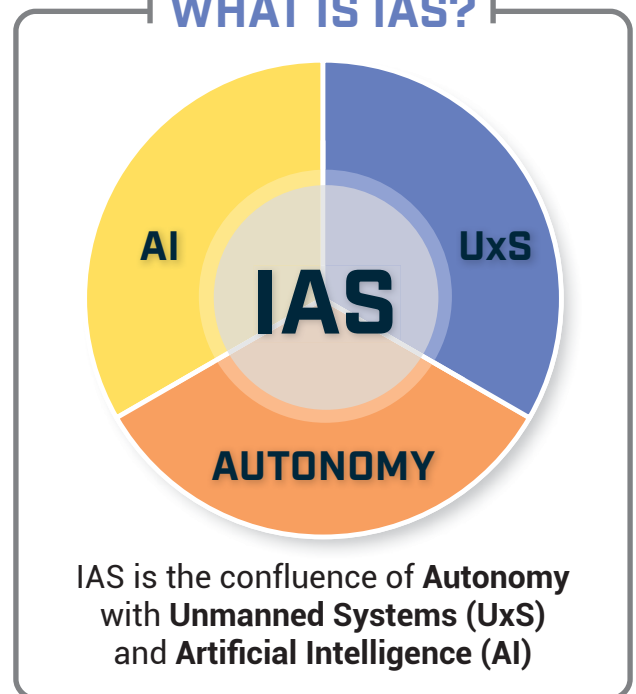 WHAT IS IAS?
AI
UxS
IAS
AUTONOMY
IAS is the confluence of Autonomy
with Unmanned Systems (UxS)
and Artificial Intelligence (AI)